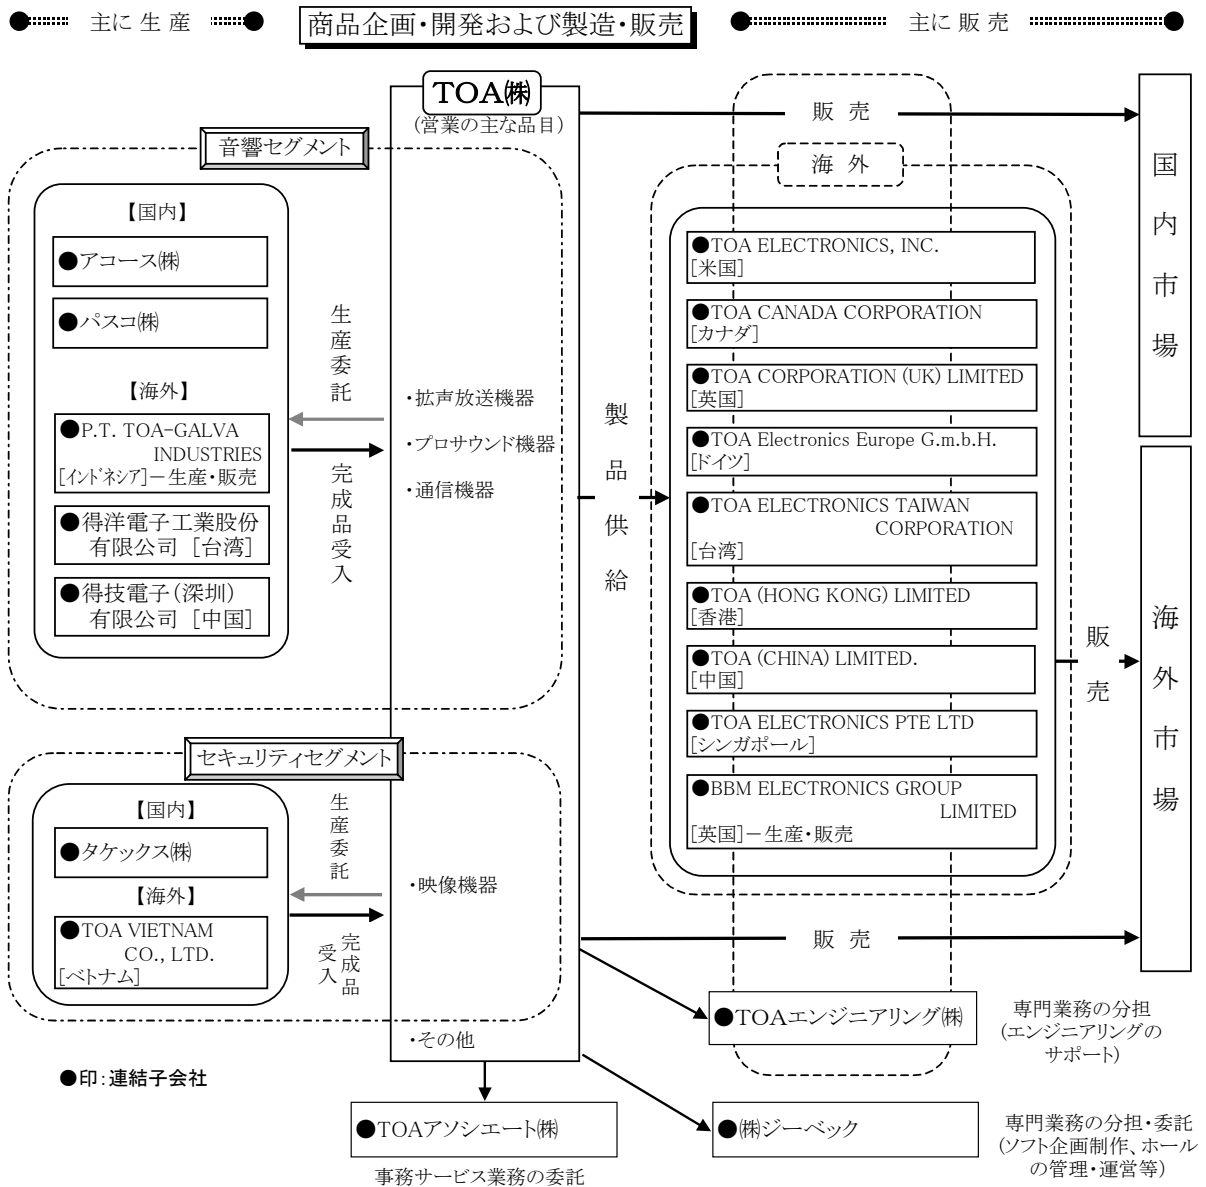 主に 生 産
商品企画・開発および製造・販売
主に 販 売
TOA㈱
(営業の主な品目)
販 売
音響セグメント
海 外
国内市場
【国内】
●アコース㈱
●パスコ㈱
【海外】
●P.T. TOA-GALVA
INDUSTRIES
[インドネシア]－生産・販売
●得洋電子工業股份
有限公司 [台湾]
●得技電子(深圳)
有限公司 [中国]
生産委託
完成品受入
・拡声放送機器
・プロサウンド機器
・通信機器
製品供給
●TOA ELECTRONICS, INC.
[米国]
●TOA CANADA CORPORATION
[カナダ]
●TOA CORPORATION (UK) LIMITED
[英国]
●TOA Electronics Europe G.m.b.H.
[ドイツ]
●TOA ELECTRONICS TAIWAN
CORPORATION
[台湾]
●TOA (HONG KONG) LIMITED
[香港]
●TOA (CHINA) LIMITED.
[中国]
●TOA ELECTRONICS PTE LTD
[シンガポール]
●BBM ELECTRONICS GROUP
LIMITED
[英国]－生産・販売
販売
海外市場
セキュリティセグメント
【国内】
●タケックス㈱
【海外】
●TOA VIETNAM
CO., LTD.
[ベトナム]
生産委託
完成品
受入
・映像機器
販 売
・その他
●TOAエンジニアリング㈱
専門業務の分担
(エンジニアリングの
サポート)
●印：連結子会社
●TOAアソシエート㈱
事務サービス業務の委託
●㈱ジーベック
専門業務の分担・委託
(ソフト企画制作、ホール
の管理・運営等)